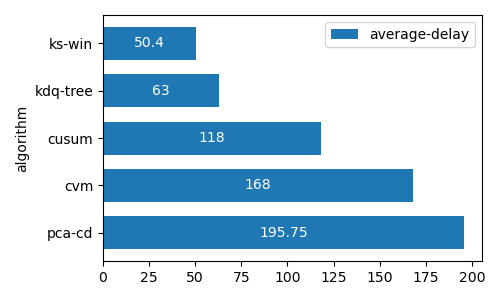 average-delay
ks-win 50.4
kdq-tree 63
cusum 118
cvm 168
pca-cd 195.75
algorithm
0 25 50 75 100 125 150 175 200